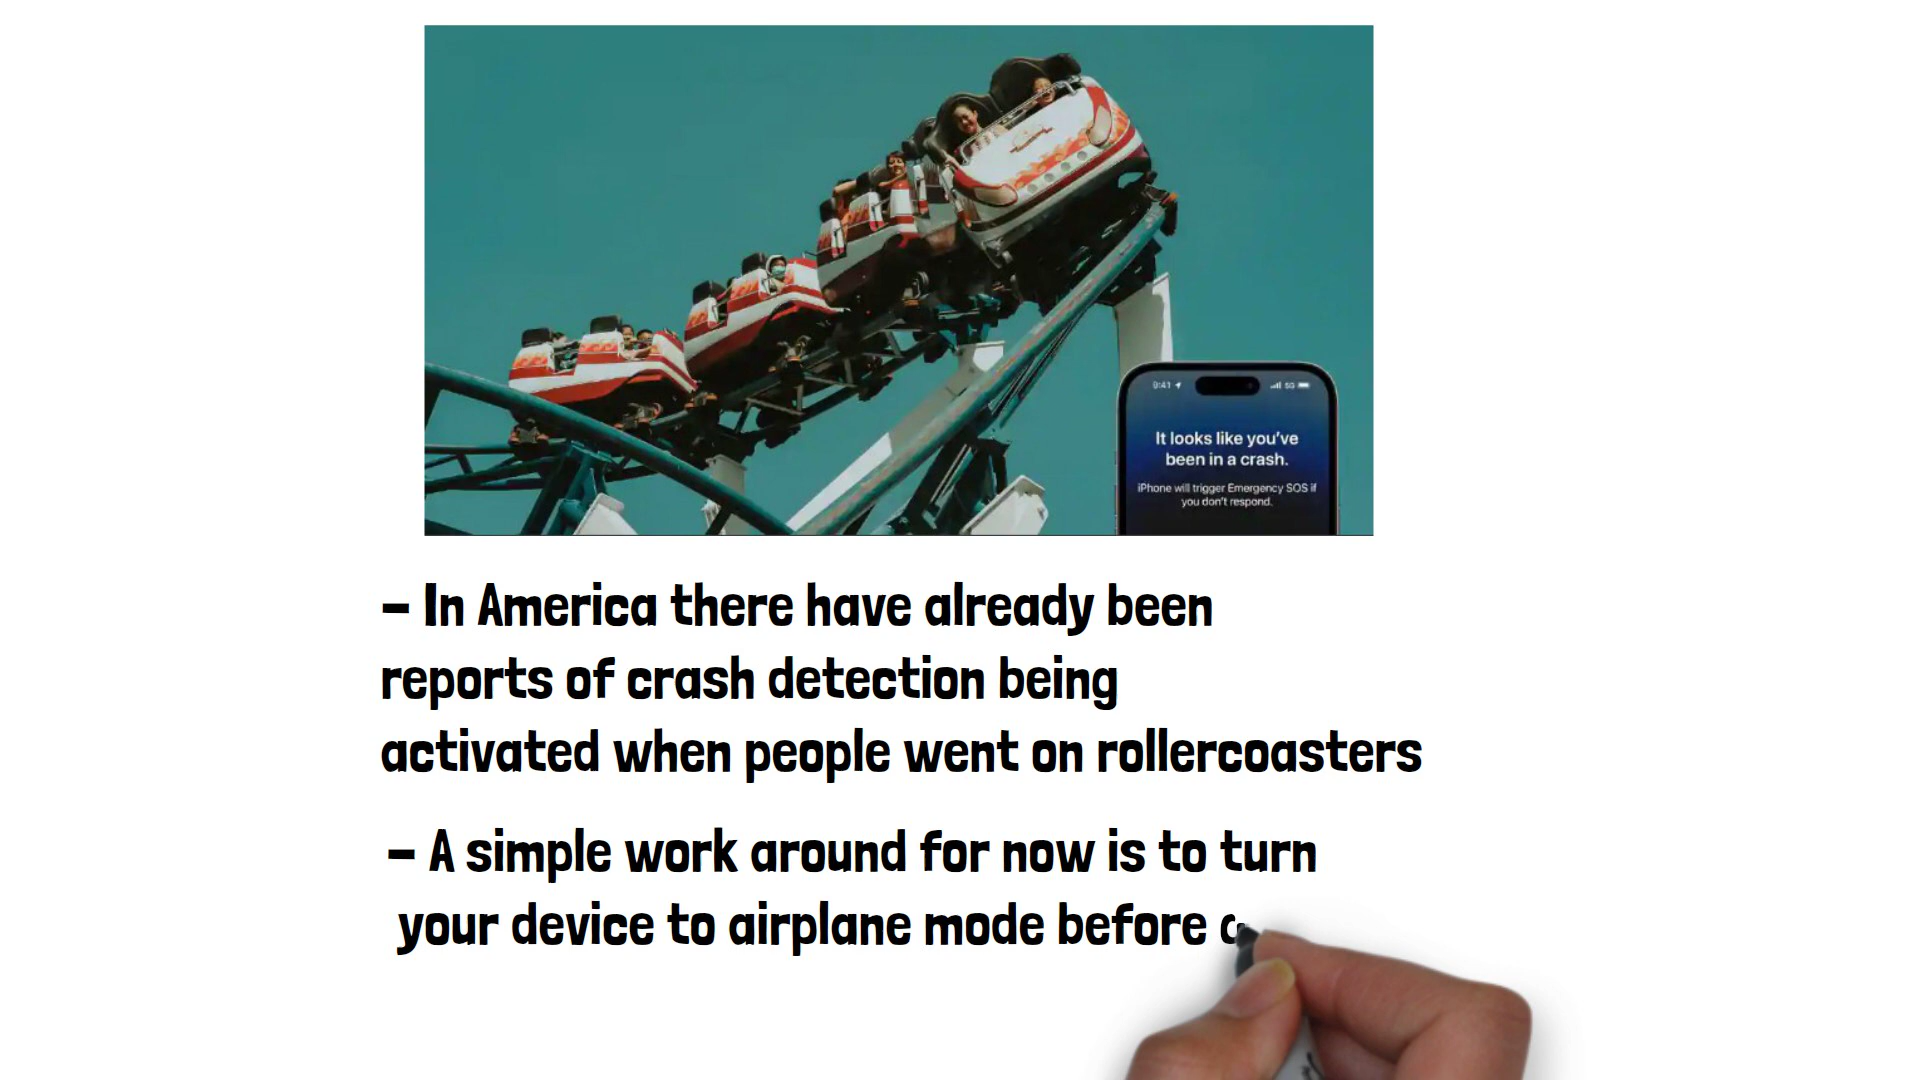 9:41
5G
It looks like you've
been in a crash.
iPhone will trigger Emergency SOS if
you don't respond.
– In America there have already been
reports of crash detection being
activated when people went on rollercoasters
– A simple work around for now is to turn
your device to airplane mode before